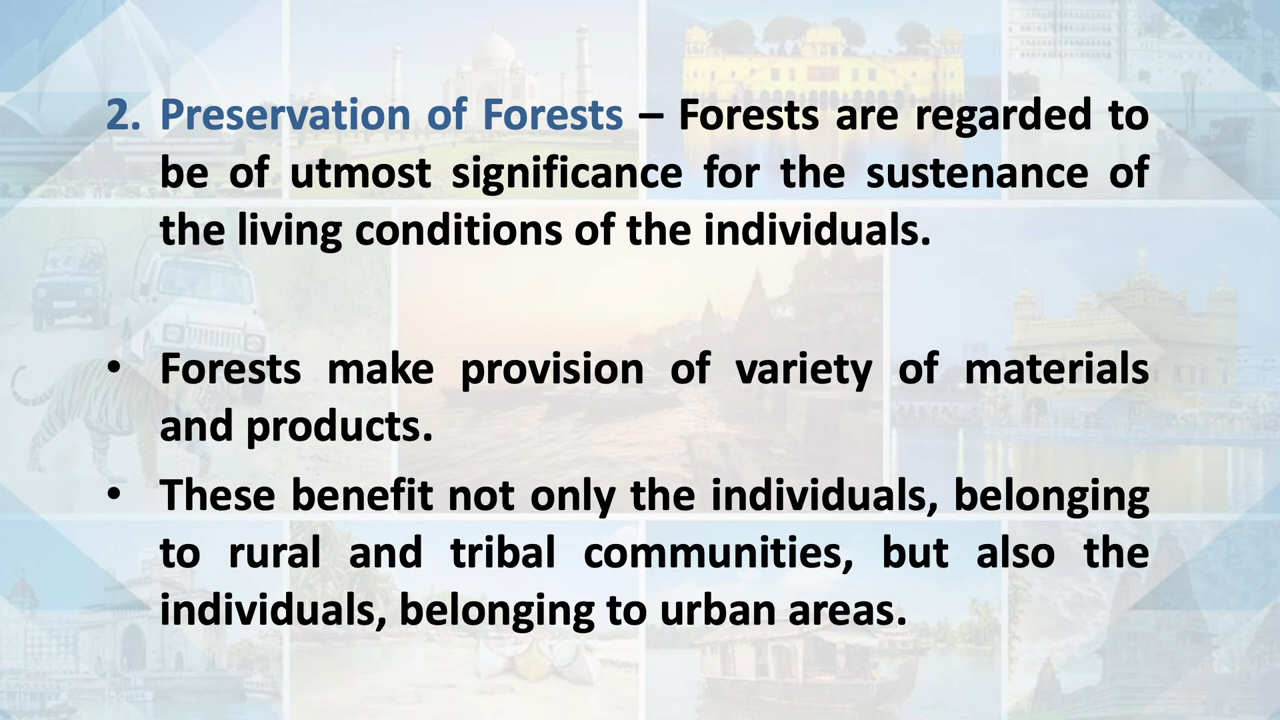 2. Preservation of Forests – Forests are regarded to
be of utmost significance for the sustenance of
the living conditions of the individuals.
• Forests make provision of variety of materials
and products.
• These benefit not only the individuals, belonging
to rural and tribal communities, but also the
individuals, belonging to urban areas.